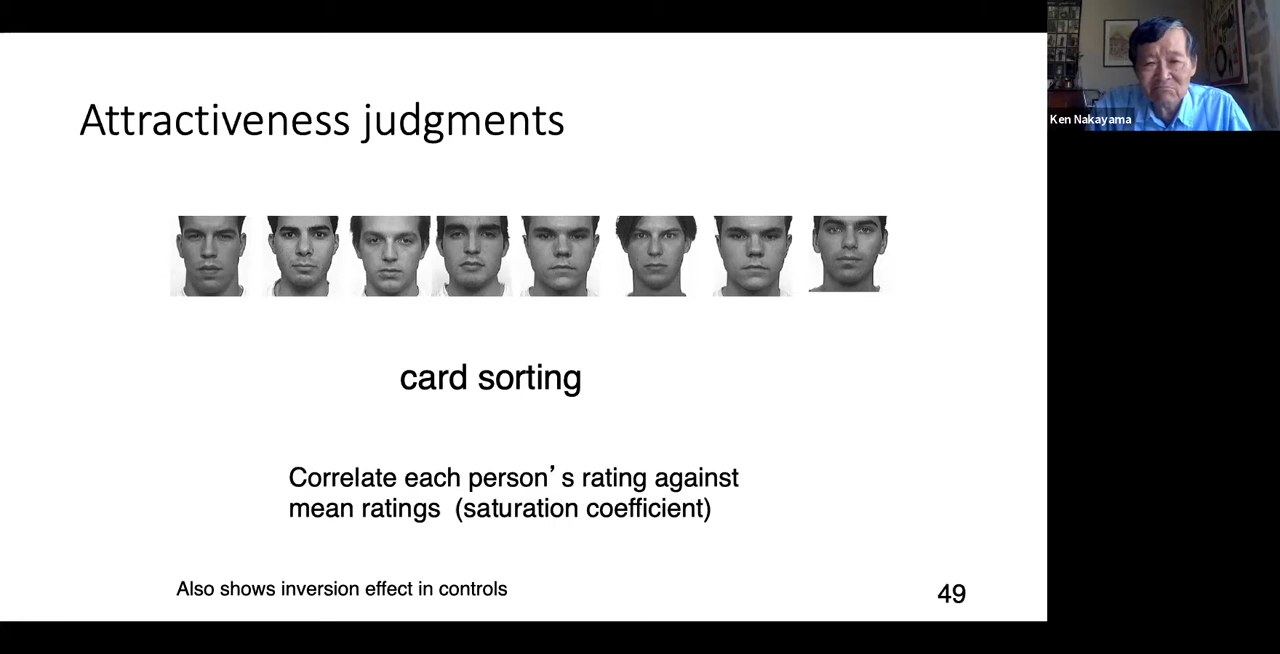 Attractiveness judgments
Ken Nakayama
card sorting
Correlate each person’s rating against
mean ratings (saturation coefficient)
Also shows inversion effect in controls
49